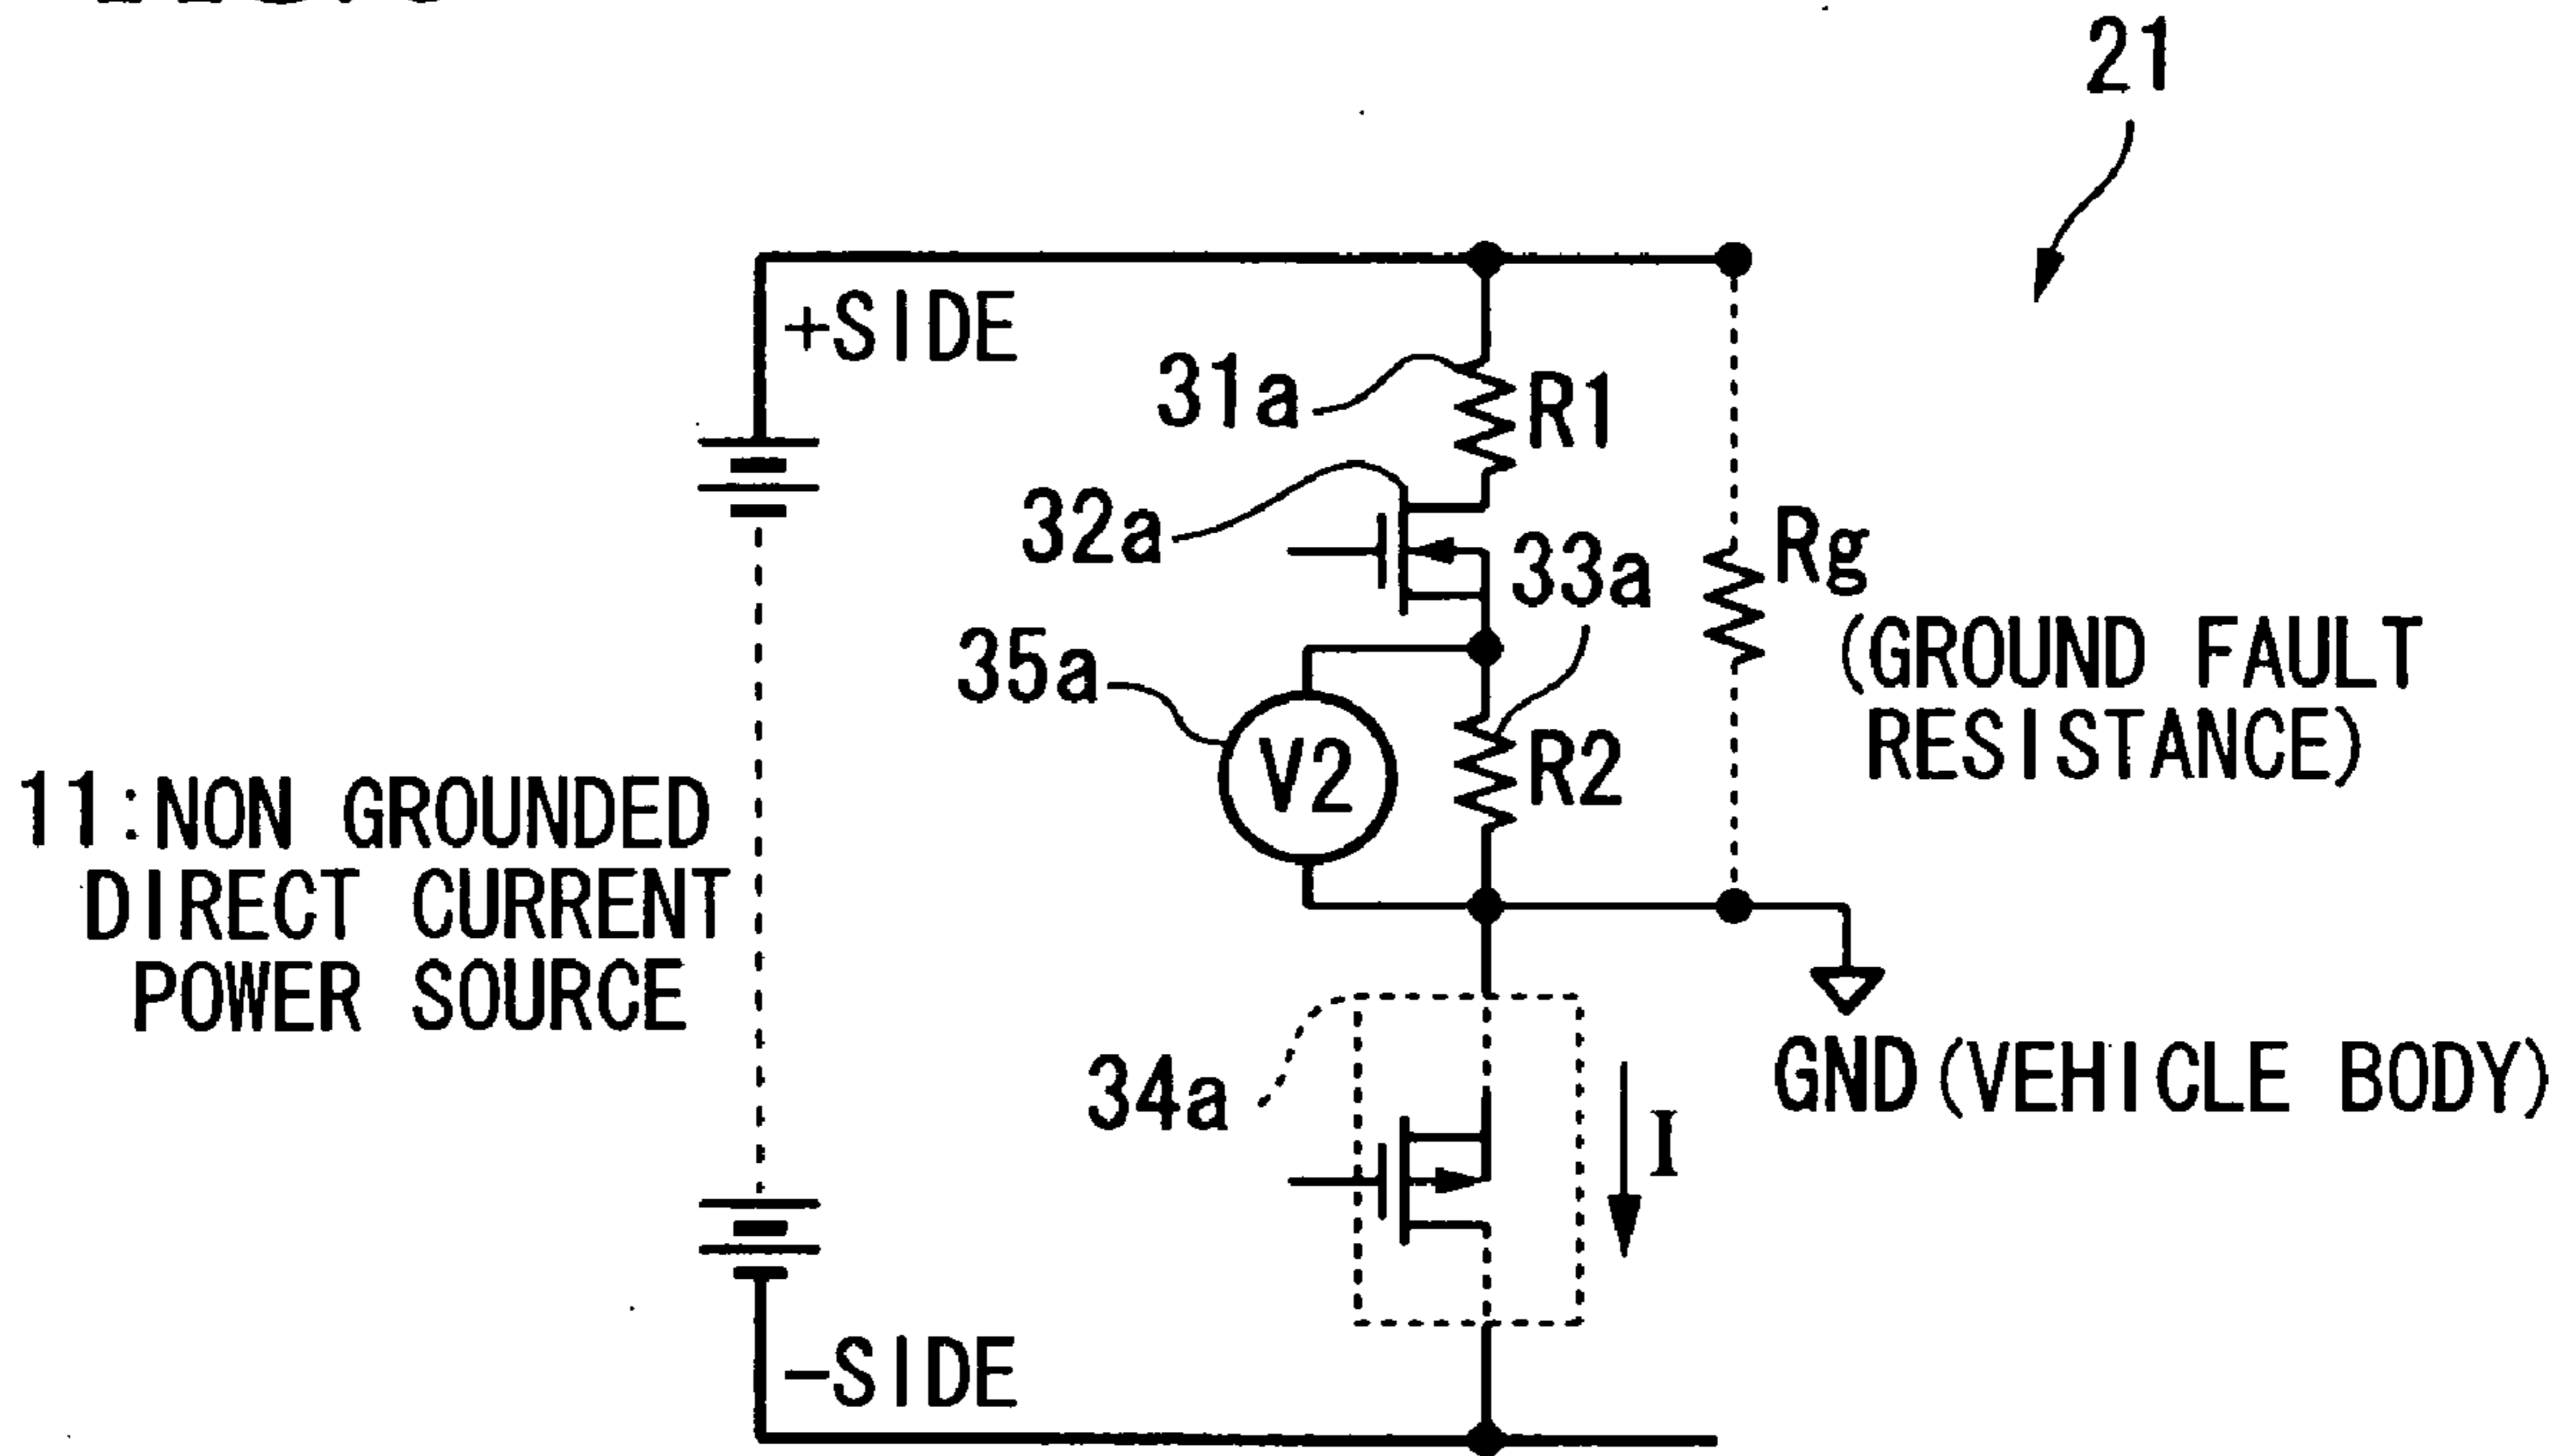 21
+SIDE
31a
R1
32a
33a
Rg
(GROUND FAULT
RESISTANCE)
35a
V2
R2
11:NON GROUNDED
DIRECT CURRENT
POWER SOURCE
GND (VEHICLE BODY)
34a
I
-SIDE